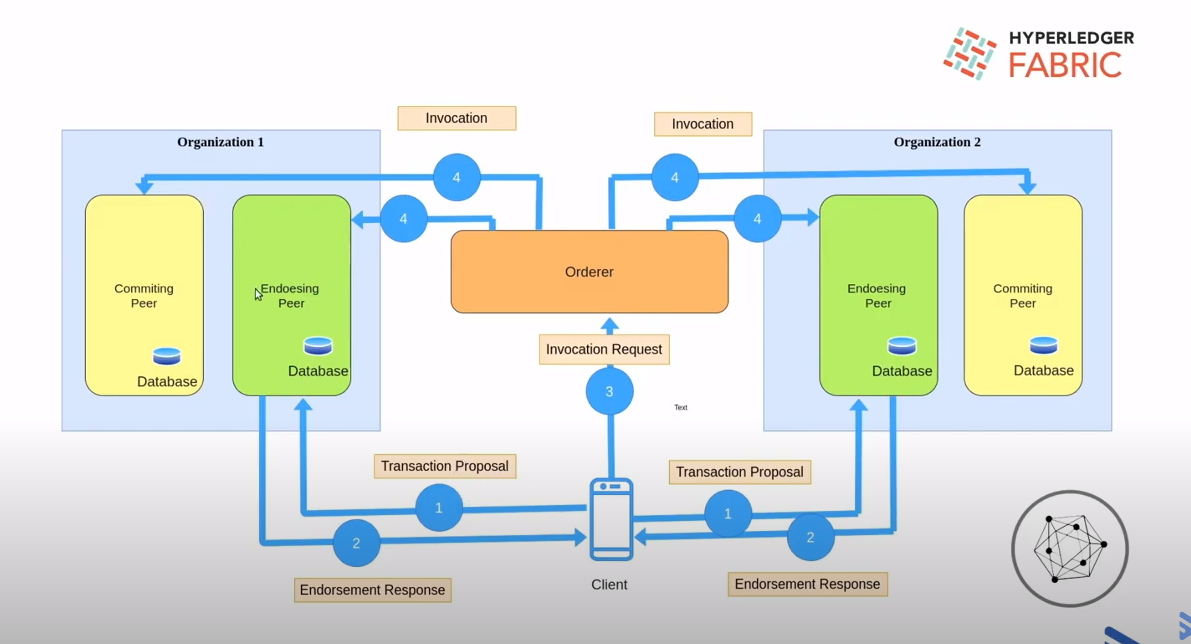 HYPERLEDGER
FABRIC
Invocation
Invocation
Organization 1
Organization 2
4
4
4
4
Orderer
Commiting
Peer
Endoesing
Peer
Endoesing
Peer
Commiting
Peer
Database
Database
Database
Database
Invocation Request
3
Text
Transaction Proposal
Transaction Proposal
1
1
2
2
Client
Endorsement Response
Endorsement Response